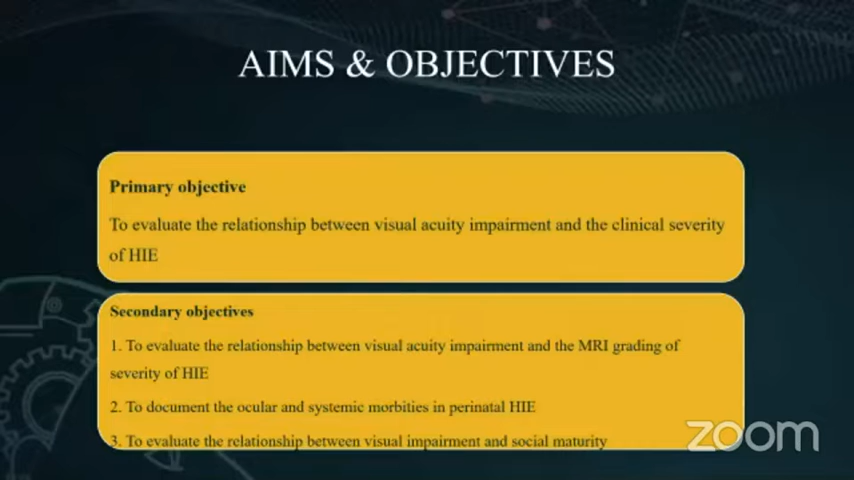 AIMS & OBJECTIVES
Primary objective
To evaluate the relationship between visual acuity impairment and the clinical severity
of HIE
Secondary objectives
1. To evaluate the relationship between visual acuity impairment and the MRI grading of
severity of HIE
2. To document the ocular and systemic morbities in perinatal HIE
3. To evaluate the relationship between visual impairment and social maturity
zoom